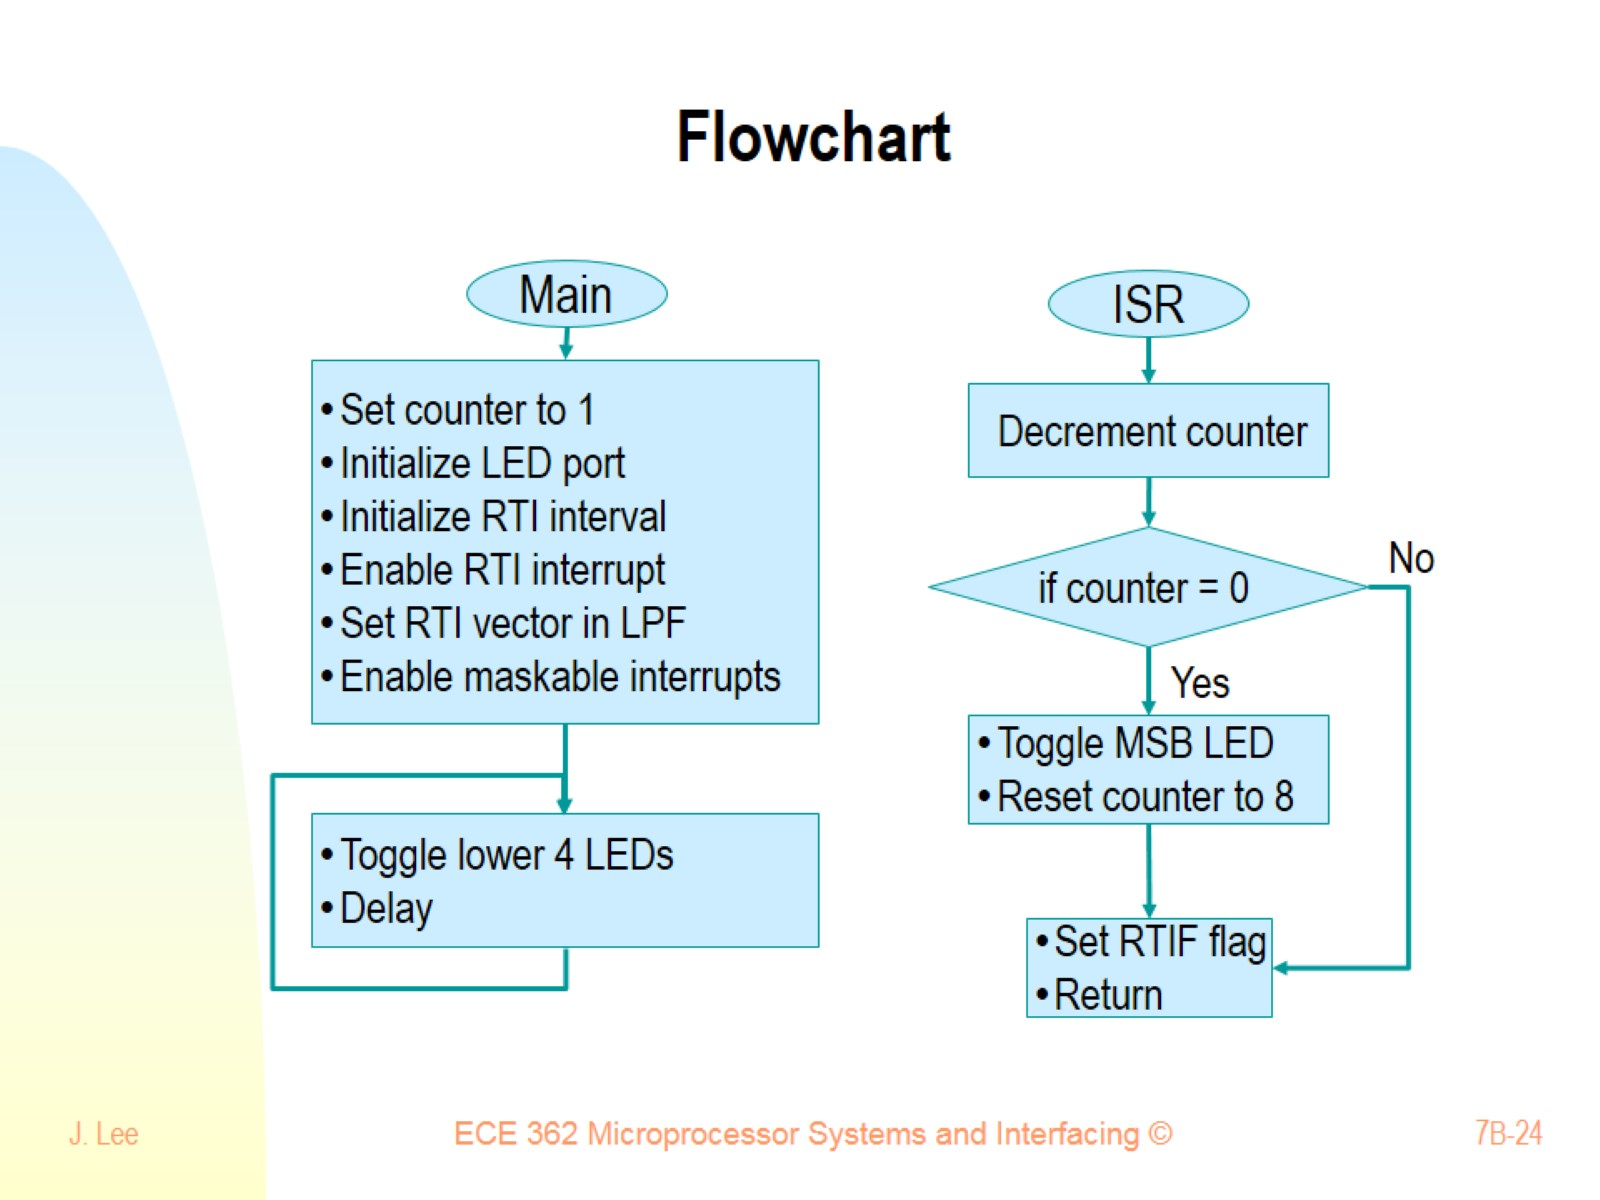 Flowchart
Main
• Set counter to 1
• Initialize LED port
• Initialize RTI interval
• Enable RTI interrupt
• Set RTI vector in LPF
• Enable maskable interrupts
• Toggle lower 4 LEDs
• Delay
ISR
Decrement counter
if counter = 0
No
Yes
• Toggle MSB LED
• Reset counter to 8
• Set RTIF flag
• Return
J. Lee
ECE 362 Microprocessor Systems and Interfacing ©
7B-24